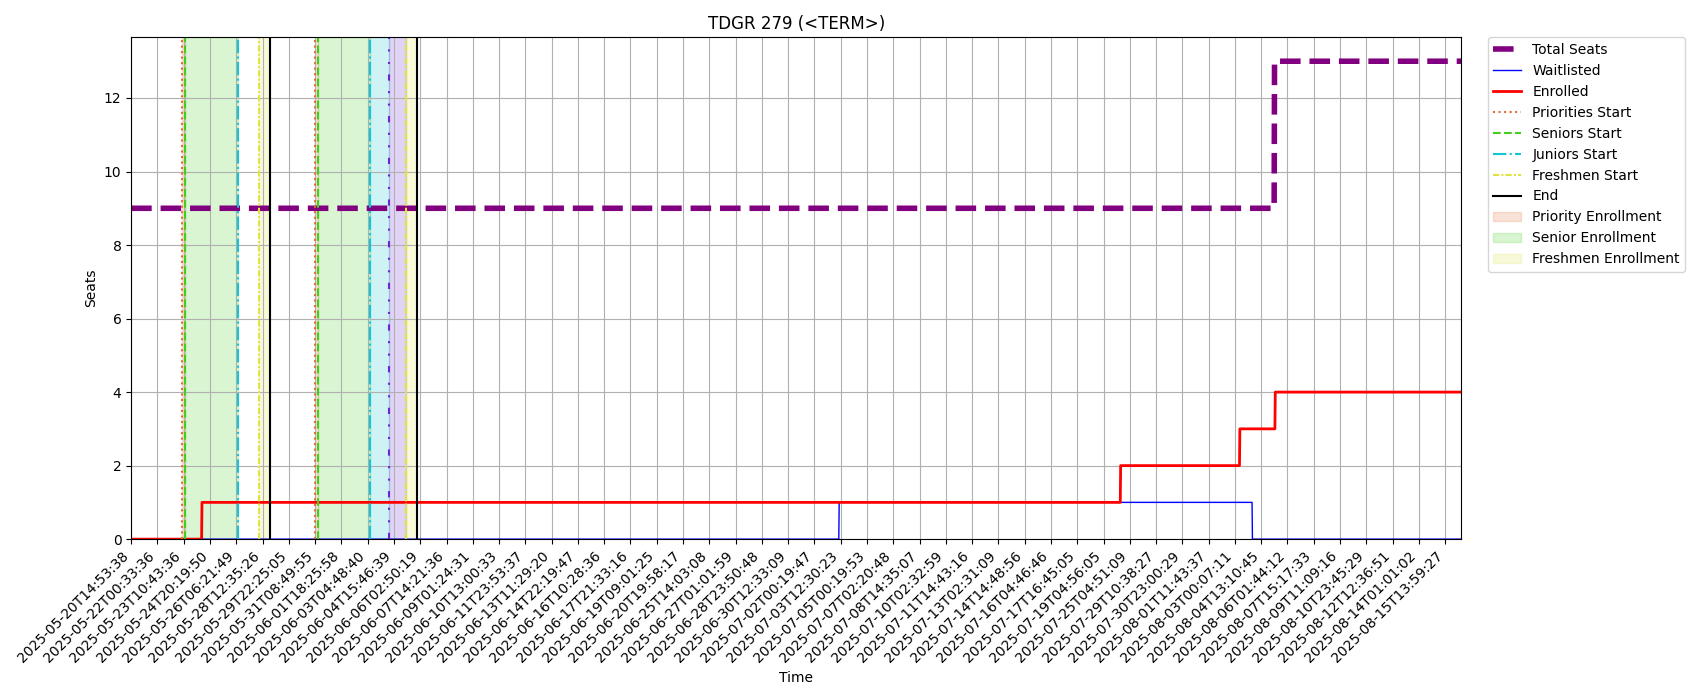 TDGR 279 (<TERM>)
Total Seats
Waitlisted
Enrolled
Priorities Start
Seniors Start
Juniors Start
Freshmen Start
End
Priority Enrollment
Senior Enrollment
Freshmen Enrollment
Seats
12
10
8
6
4
2
0
2025-05-20T14:53:38
2025-05-22T00:33:36
2025-05-23T10:43:36
2025-05-24T20:19:50
2025-05-26T06:21:49
2025-05-28T12:35:26
2025-05-29T22:25:05
2025-05-31T08:49:55
2025-06-01T18:25:58
2025-06-03T04:48:40
2025-06-04T15:46:39
2025-06-06T02:50:19
2025-06-07T14:21:36
2025-06-09T01:24:31
2025-06-10T13:00:33
2025-06-11T23:53:37
2025-06-13T11:29:20
2025-06-14T22:19:47
2025-06-16T10:28:36
2025-06-17T21:33:16
2025-06-19T09:01:25
2025-06-20T19:58:17
2025-06-25T14:03:08
2025-06-27T01:01:59
2025-06-28T23:50:48
2025-06-30T12:33:09
2025-07-02T00:19:47
2025-07-03T12:30:23
2025-07-05T00:19:53
2025-07-07T02:20:48
2025-07-08T14:35:07
2025-07-10T02:32:59
2025-07-11T14:43:16
2025-07-13T02:31:09
2025-07-14T14:48:56
2025-07-16T04:46:46
2025-07-17T16:45:05
2025-07-19T04:56:05
2025-07-25T04:51:09
2025-07-29T10:38:27
2025-07-30T23:00:29
2025-08-01T11:43:37
2025-08-03T00:07:11
2025-08-04T13:10:45
2025-08-06T01:44:12
2025-08-07T15:17:33
2025-08-09T11:09:16
2025-08-10T23:45:29
2025-08-12T12:36:51
2025-08-14T01:01:02
2025-08-15T13:59:27
Time